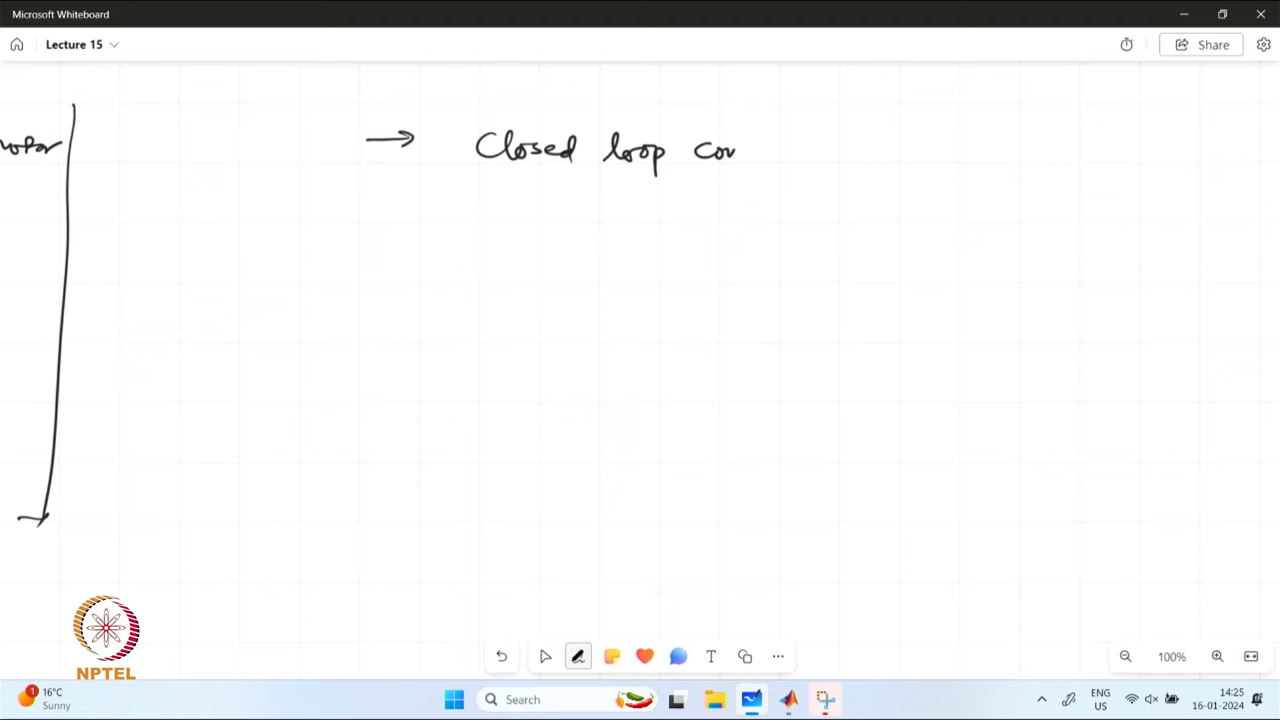 Microsoft Whiteboard
Lecture 15
Share
→ Closed loop con
NPTEL
100%
1
16°C
Sunny
Search
ENG
US
14:25
16-01-2024